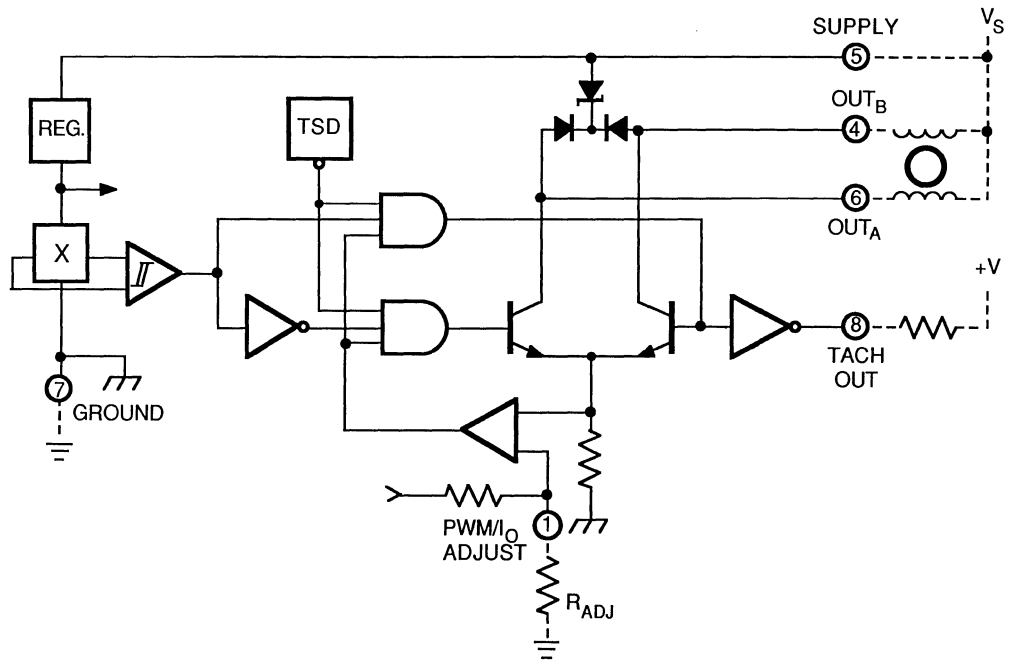 V_S
SUPPLY
5
OUT_B
4
REG.
TSD
6
OUT_A
X
+V
8
TACH
OUT
7
GROUND
PWM/I_O
ADJUST
1
R_ADJ